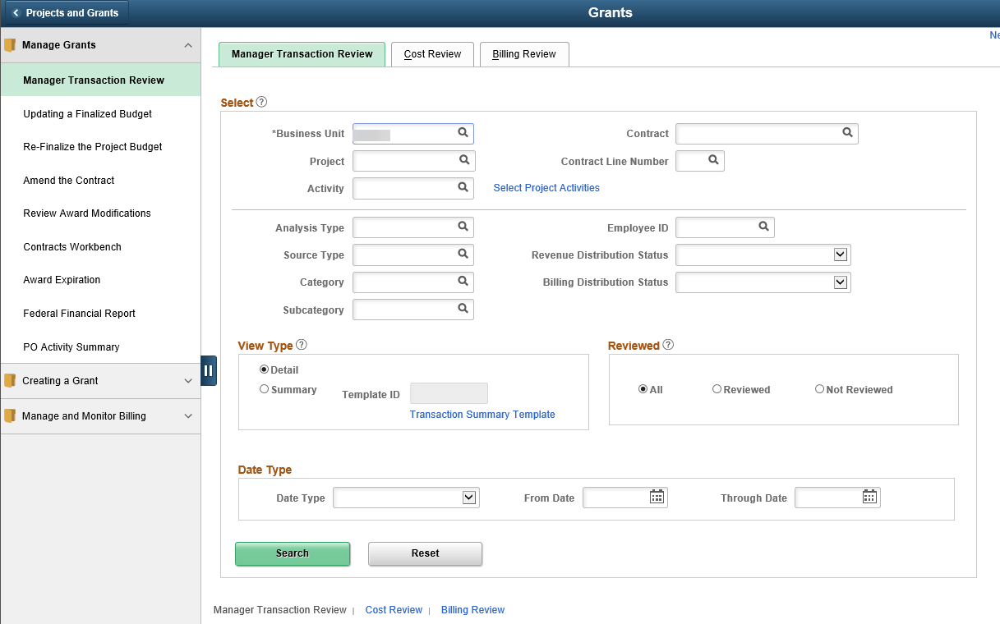 Projects and Grants
Grants
Ne
Manage Grants
Manager Transaction Review
Updating a Finalized Budget
Re-Finalize the Project Budget
Amend the Contract
Review Award Modifications
Contracts Workbench
Award Expiration
Federal Financial Report
PO Activity Summary
Creating a Grant
Manage and Monitor Billing
Manager Transaction Review Cost Review Billing Review
Select ?
*Business Unit Contract
Project Contract Line Number
Activity Select Project Activities
Analysis Type Employee ID
Source Type Revenue Distribution Status
Category Billing Distribution Status
Subcategory
View Type ?
Detail
Summary Template ID
Transaction Summary Template
Reviewed ?
All Reviewed Not Reviewed
Date Type
Date Type From Date Through Date
Search Reset
Manager Transaction Review | Cost Review | Billing Review